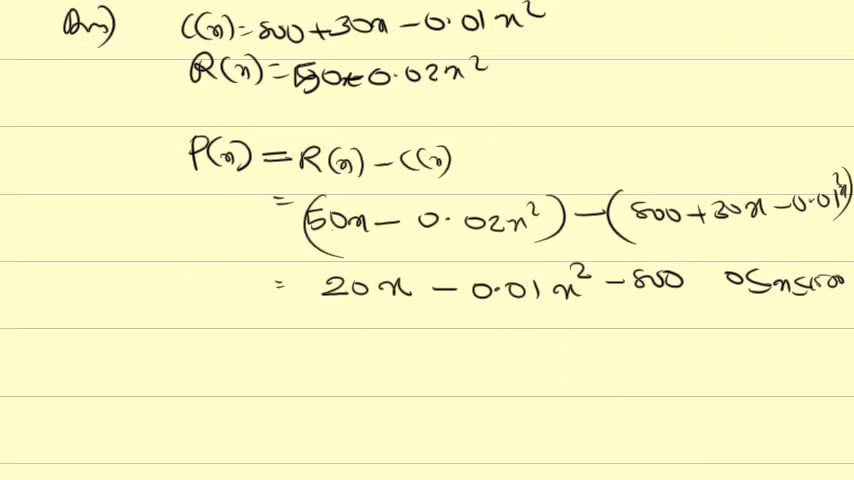 Ans) C(x)=800+30x-0.01x²
R(x)=50x-0.02x²
P(x)=R(x)-C(x)
=(50x-0.02x²)-(800+30x-0.01x²)
= 20x-0.01x²-800 0≤x≤1500